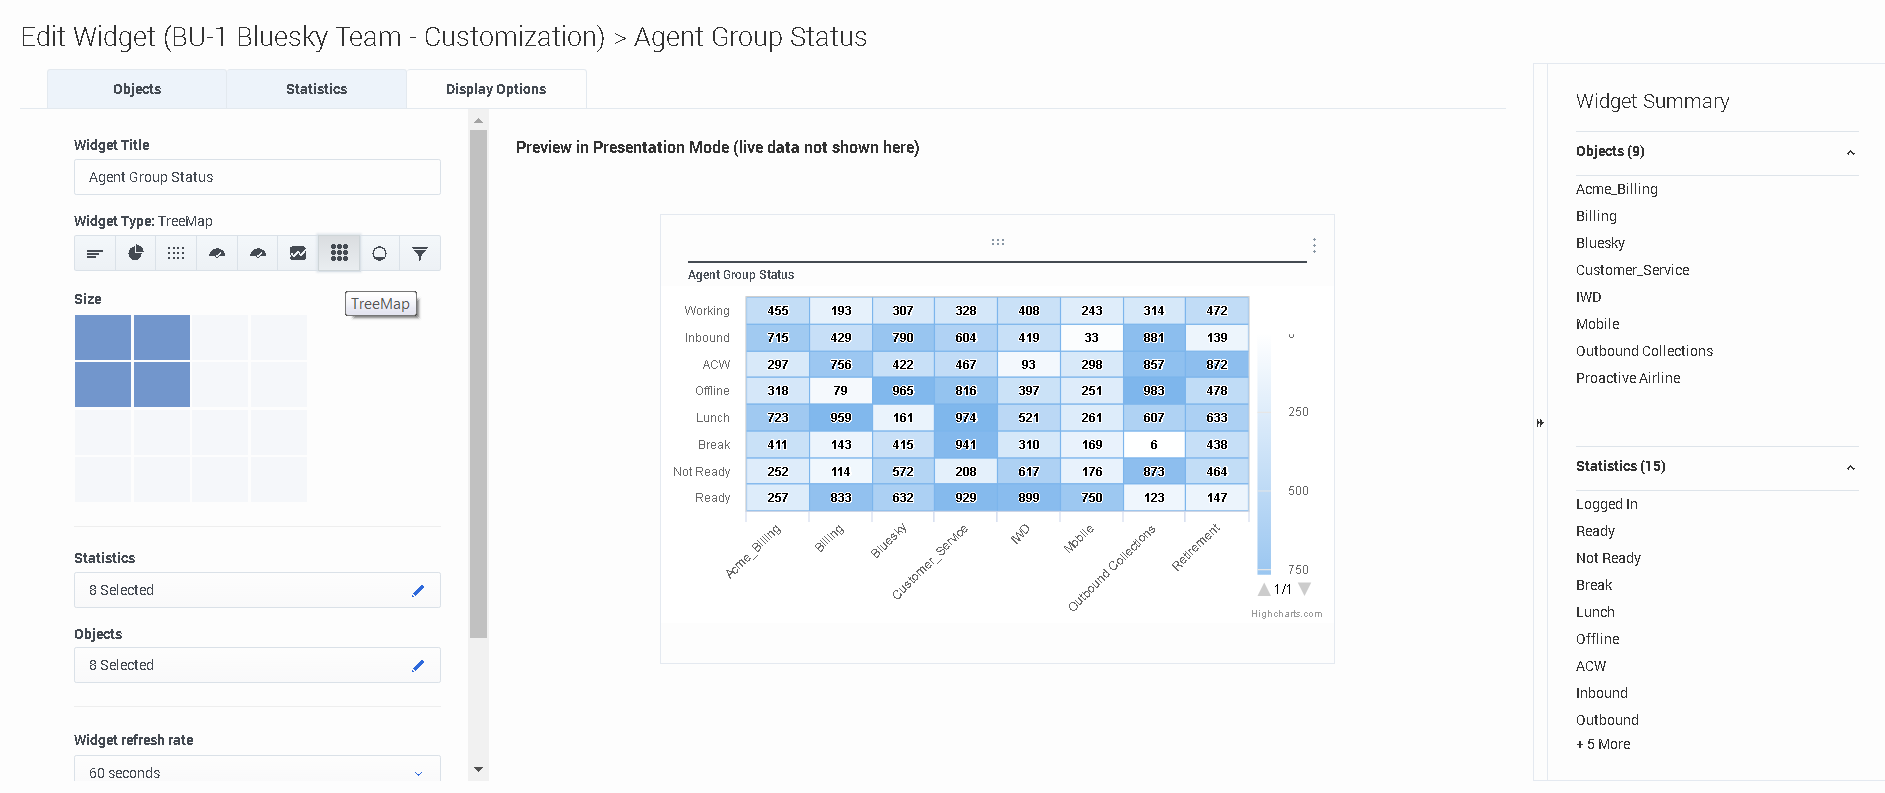 Edit Widget (BU-1 Bluesky Team - Customization) > Agent Group Status
Objects Statistics Display Options
Widget Title
Agent Group Status
Widget Type: TreeMap
TreeMap
Size
Statistics
8 Selected
Objects
8 Selected
Widget refresh rate
60 seconds
Preview in Presentation Mode (live data not shown here)
Agent Group Status
Working 455 193 307 328 408 243 314 472
Inbound 715 429 790 604 419 33 881 139
ACW 297 756 422 467 93 298 857 872
Offline 318 79 965 816 397 251 983 478
Lunch 723 959 161 974 521 261 607 633
Break 411 143 415 941 310 169 6 438
Not Ready 252 114 572 208 617 176 873 464
Ready 257 833 632 929 899 750 123 147
Acme_Billing Billing Bluesky Customer_Service IWD Mobile Outbound Collections Retirement
0
250
500
750
1/1
Highcharts.com
Widget Summary
Objects (9)
Acme_Billing
Billing
Bluesky
Customer_Service
IWD
Mobile
Outbound Collections
Proactive Airline
Statistics (15)
Logged In
Ready
Not Ready
Break
Lunch
Offline
ACW
Inbound
Outbound
+ 5 More